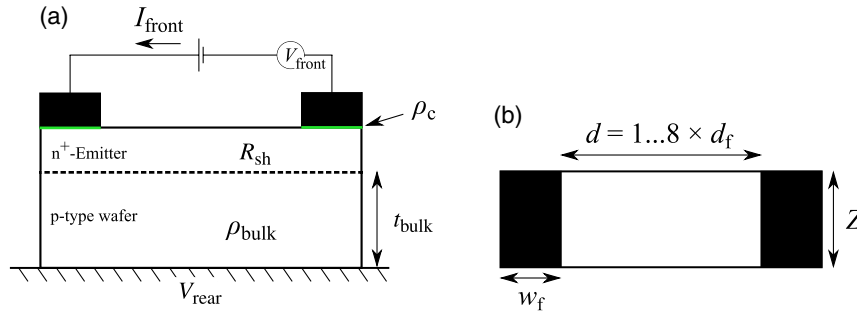 (a)
I_front
V_front
ρ_c
n⁺-Emitter
R_sh
p-type wafer
ρ_bulk
t_bulk
V_rear
(b)
d = 1...8 × d_f
Z
w_f